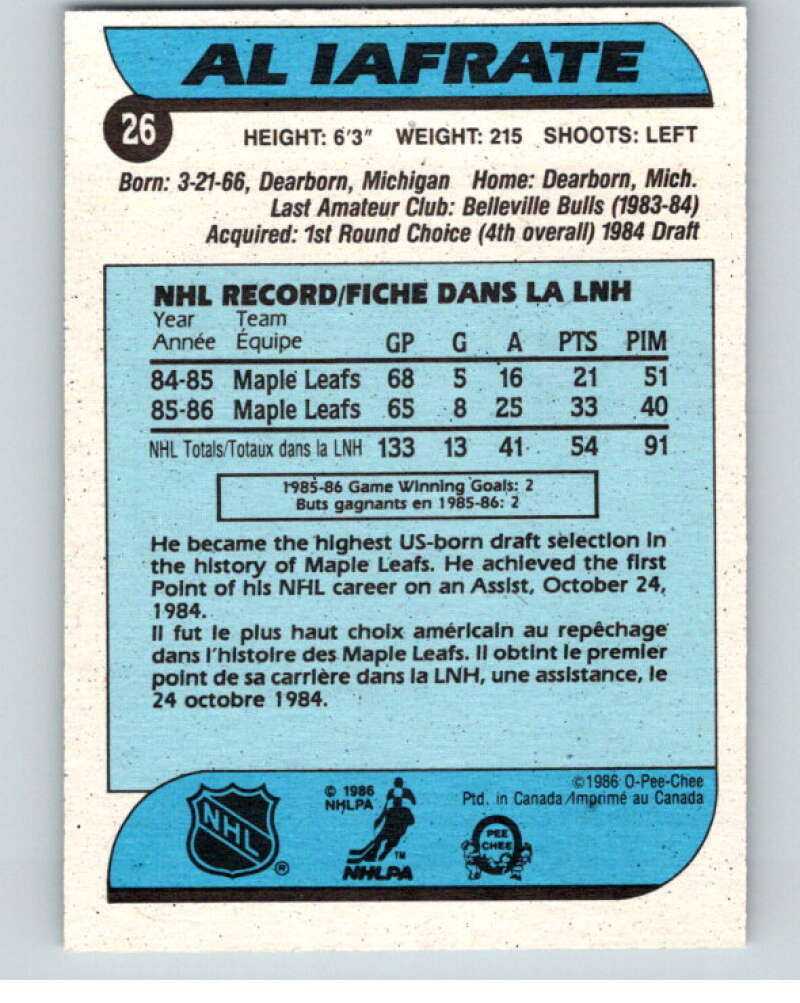 AL IAFRATE
26
HEIGHT: 6'3" WEIGHT: 215 SHOOTS: LEFT
Born: 3-21-66, Dearborn, Michigan Home: Dearborn, Mich.
Last Amateur Club: Belleville Bulls (1983-84)
Acquired: 1st Round Choice (4th overall) 1984 Draft
NHL RECORD/FICHE DANS LA LNH
Year Team
Année Équipe GP G A PTS PIM
84-85 Maple Leafs 68 5 16 21 51
85-86 Maple Leafs 65 8 25 33 40
NHL Totals/Totaux dans la LNH 133 13 41 54 91
1985-86 Game Winning Goals: 2
Buts gagnants en 1985-86: 2
He became the highest US-born draft selection in
the history of Maple Leafs. He achieved the first
Point of his NHL career on an Assist, October 24,
1984.
Il fut le plus haut choix américain au repêchage
dans l'histoire des Maple Leafs. Il obtint le premier
point de sa carrière dans la LNH, une assistance, le
24 octobre 1984.
©1986 O-Pee-Chee
Ptd. in Canada/Imprimé au Canada
© 1986
NHLPA
NHL ®
PEE
CHEE
TM
NHLPA